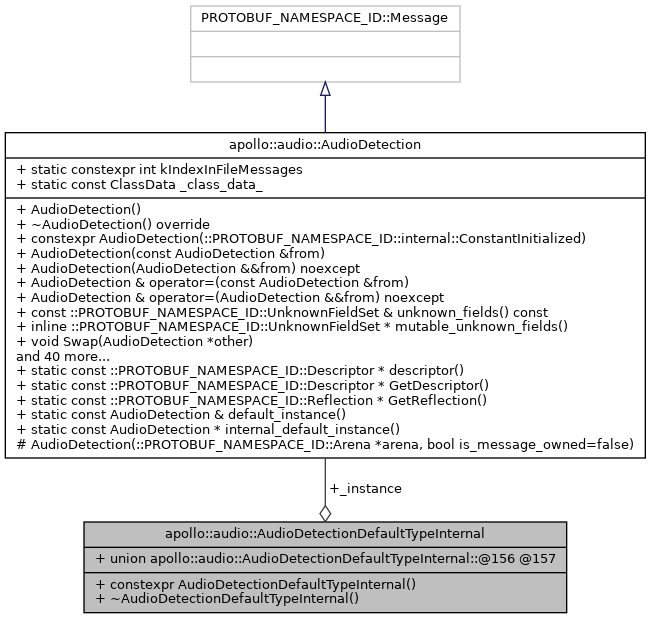 PROTOBUF_NAMESPACE_ID::Message
apollo::audio::AudioDetection
+ static constexpr int kIndexInFileMessages
+ static const ClassData _class_data_
+ AudioDetection()
+ ~AudioDetection() override
+ constexpr AudioDetection(::PROTOBUF_NAMESPACE_ID::internal::ConstantInitialized)
+ AudioDetection(const AudioDetection &from)
+ AudioDetection(AudioDetection &&from) noexcept
+ AudioDetection & operator=(const AudioDetection &from)
+ AudioDetection & operator=(AudioDetection &&from) noexcept
+ const ::PROTOBUF_NAMESPACE_ID::UnknownFieldSet & unknown_fields() const
+ inline ::PROTOBUF_NAMESPACE_ID::UnknownFieldSet * mutable_unknown_fields()
+ void Swap(AudioDetection *other)
and 40 more...
+ static const ::PROTOBUF_NAMESPACE_ID::Descriptor * descriptor()
+ static const ::PROTOBUF_NAMESPACE_ID::Descriptor * GetDescriptor()
+ static const ::PROTOBUF_NAMESPACE_ID::Reflection * GetReflection()
+ static const AudioDetection & default_instance()
+ static const AudioDetection * internal_default_instance()
# AudioDetection(::PROTOBUF_NAMESPACE_ID::Arena *arena, bool is_message_owned=false)
+_instance
apollo::audio::AudioDetectionDefaultTypeInternal
+ union apollo::audio::AudioDetectionDefaultTypeInternal::@156 @157
+ constexpr AudioDetectionDefaultTypeInternal()
+ ~AudioDetectionDefaultTypeInternal()